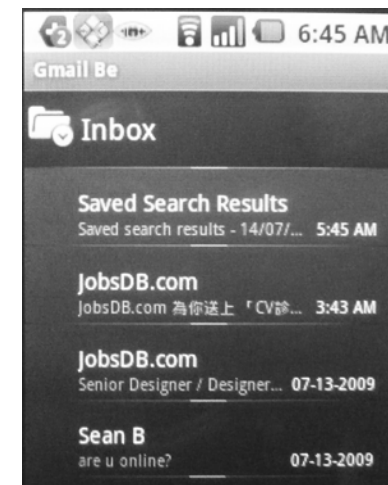 6:45 AM
Gmail Be
Inbox
Saved Search Results
Saved search results - 14/07/... 5:45 AM
JobsDB.com
JobsDB.com 為你送上「CV診... 3:43 AM
JobsDB.com
Senior Designer / Designer... 07-13-2009
Sean B
are u online? 07-13-2009